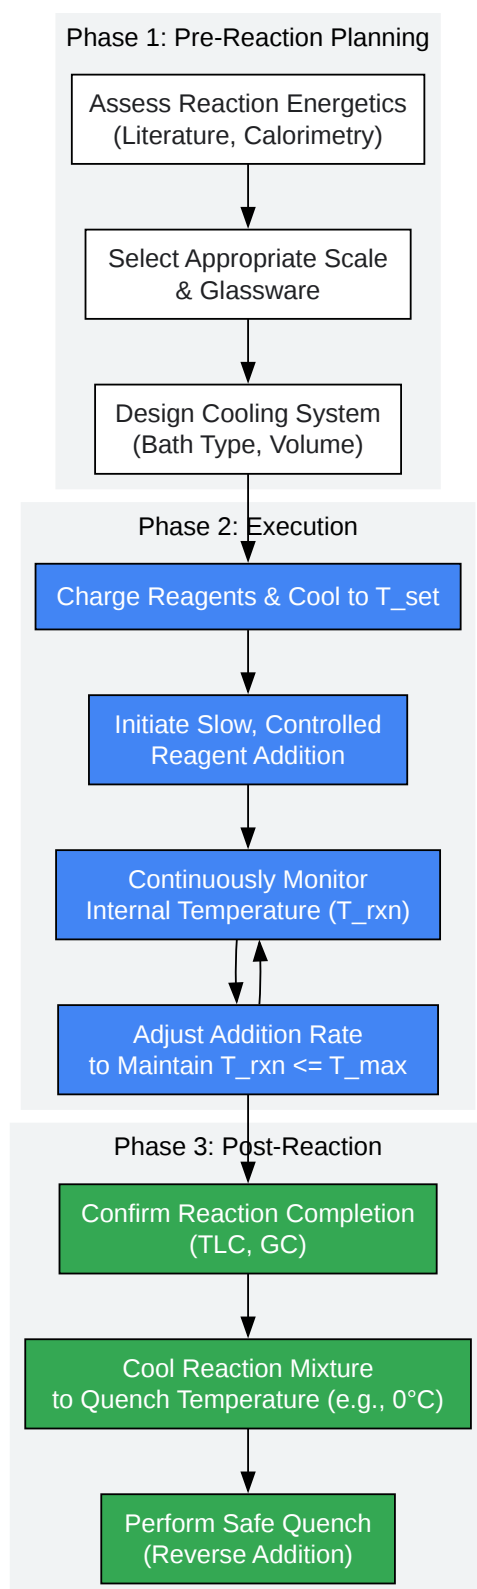 Phase 1: Pre-Reaction Planning
Assess Reaction Energetics
(Literature, Calorimetry)
Select Appropriate Scale
& Glassware
Design Cooling System
(Bath Type, Volume)
Phase 2: Execution
Charge Reagents & Cool to T_set
Initiate Slow, Controlled
Reagent Addition
Continuously Monitor
Internal Temperature (T_rxn)
Adjust Addition Rate
to Maintain T_rxn <= T_max
Phase 3: Post-Reaction
Confirm Reaction Completion
(TLC, GC)
Cool Reaction Mixture
to Quench Temperature (e.g., 0°C)
Perform Safe Quench
(Reverse Addition)